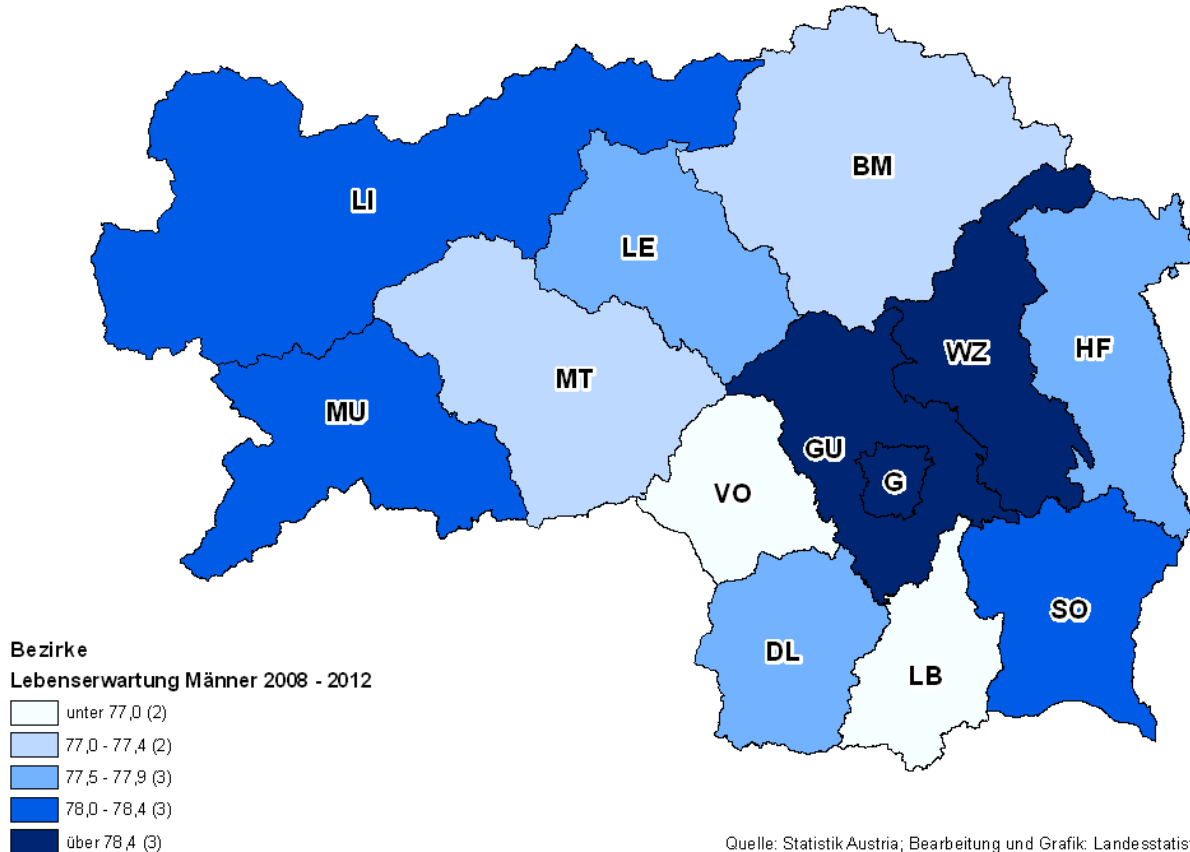 BM
LI
LE
WZ
HF
MT
MU
GU
G
VO
SO
DL
LB
Bezirke
Lebenserwartung Männer 2008 - 2012
unter 77,0 (2)
77,0 - 77,4 (2)
77,5 - 77,9 (3)
78,0 - 78,4 (3)
über 78,4 (3)
Quelle: Statistik Austria; Bearbeitung und Grafik: Landesstatist